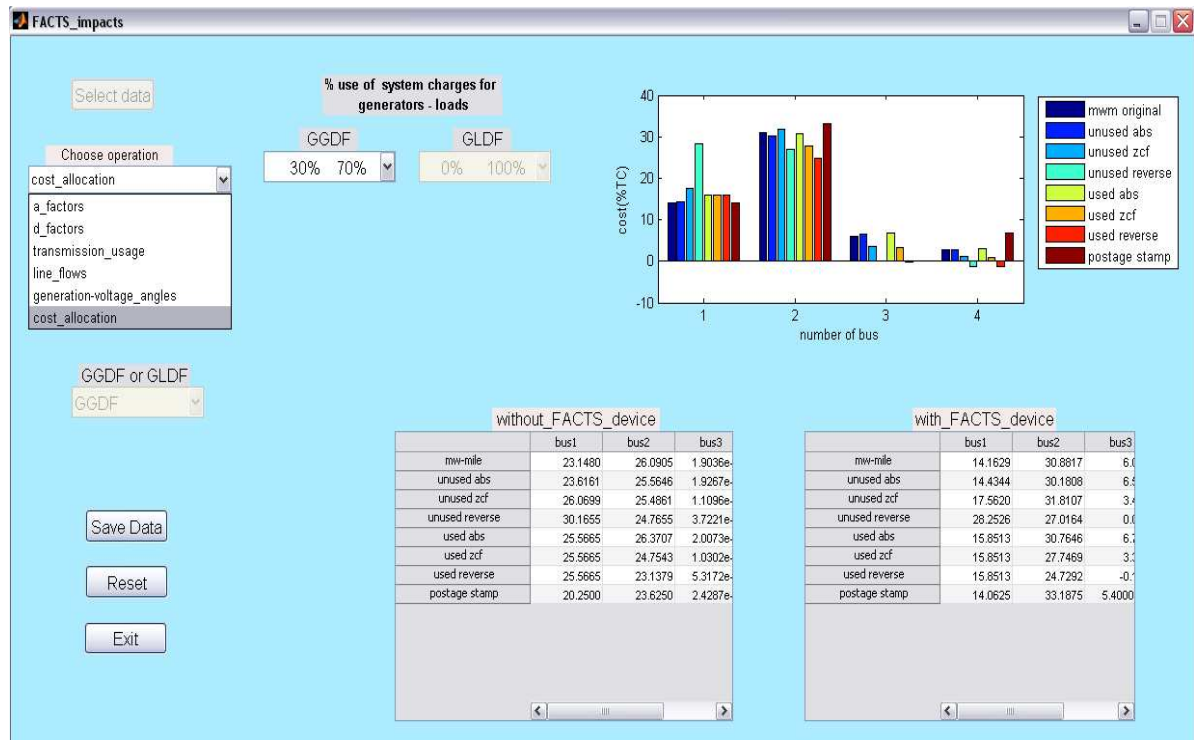 FACTS_impacts
Select data
% use of system charges for
generators - loads
GGDF
GLDF
30% 70%
0% 100%
Choose operation
cost_allocation
a_factors
d_factors
transmission_usage
line_flows
generation-voltage_angles
cost_allocation
GGDF or GLDF
GGDF
Save Data
Reset
Exit
40
30
20
10
0
-10
cost(%TC)
1 2 3 4
number of bus
mwm original
unused abs
unused zcf
unused reverse
used abs
used zcf
used reverse
postage stamp
without_FACTS_device
bus1 bus2 bus3
mw-mile 23.1480 26.0905 1.9036e-
unused abs 23.6161 25.5646 1.9267e-
unused zcf 26.0699 25.4861 1.1096e-
unused reverse 30.1655 24.7655 3.7221e-
used abs 25.5665 26.3707 2.0073e-
used zcf 25.5665 24.7543 1.0302e-
used reverse 25.5665 23.1379 5.3172e-
postage stamp 20.2500 23.6250 2.4287e-
with_FACTS_device
bus1 bus2 bus3
mw-mile 14.1629 30.8817 6.0
unused abs 14.4344 30.1808
unused zcf 17.5620 31.8107
unused reverse 28.2526 27.0164 0.0
used abs 15.8513 30.7646
used zcf 15.8513 27.7469
used reverse 15.8513 24.7292
postage stamp 14.0625 33.1875 5.4000